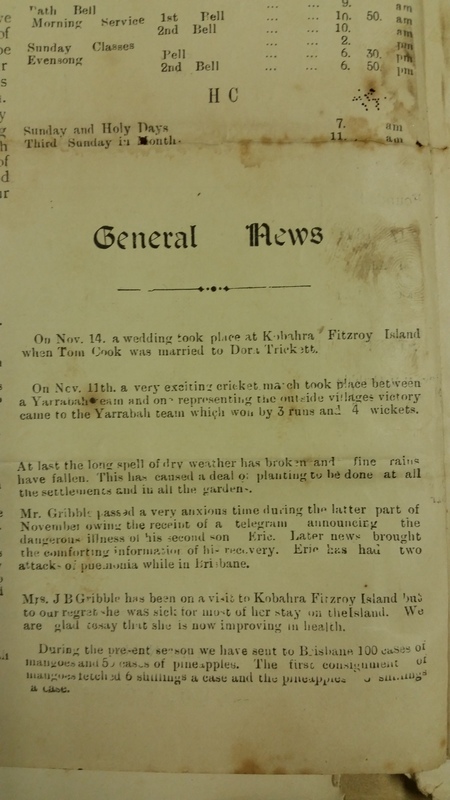 Bell 9. am
Morning Service 1st Bell ... ... 10. 50. am
2nd Bell ... ... 10. am
Sunday Classes ... ... 2. pm
Evensong Bell ... ... 6. 30. pm
2nd Bell ... ... 6. 50. pm
H C
Sunday and Holy Days 7. am
Third Sunday in Month. 11. am
General News
On Nov. 14. a wedding took place at Kobahra Fitzroy Island
when Tom Cook was married to Dora Trickett.
On Nov. 11th. a very exciting cricket match took place between
a Yarrabah team and one representing the outside villages victory
came to the Yarrabah team which won by 3 runs and 4 wickets.
At last the long spell of dry weather has broken and fine rains
have fallen. This has caused a deal of planting to be done at all
the settlements and in all the gardens.
Mr. Gribble passed a very anxious time during the latter part of
November owing the receipt of a telegram announcing the
dangerous illness of his second son Eric. Later news brought
the comforting information of his recovery. Eric has had two
attacks of pneumonia while in Brisbane.
Mrs. J B Gribble has been on a visit to Kobahra Fitzroy Island but
to our regret she was sick for most of her stay on theIsland. We
are glad tosay that she is now improving in health.
During the present season we have sent to Brisbane 100 cases of
mangoes and cases of pineapples. The first consignment of
mangoes fetched 6 shillings a case and the pineapples shillings
a case.